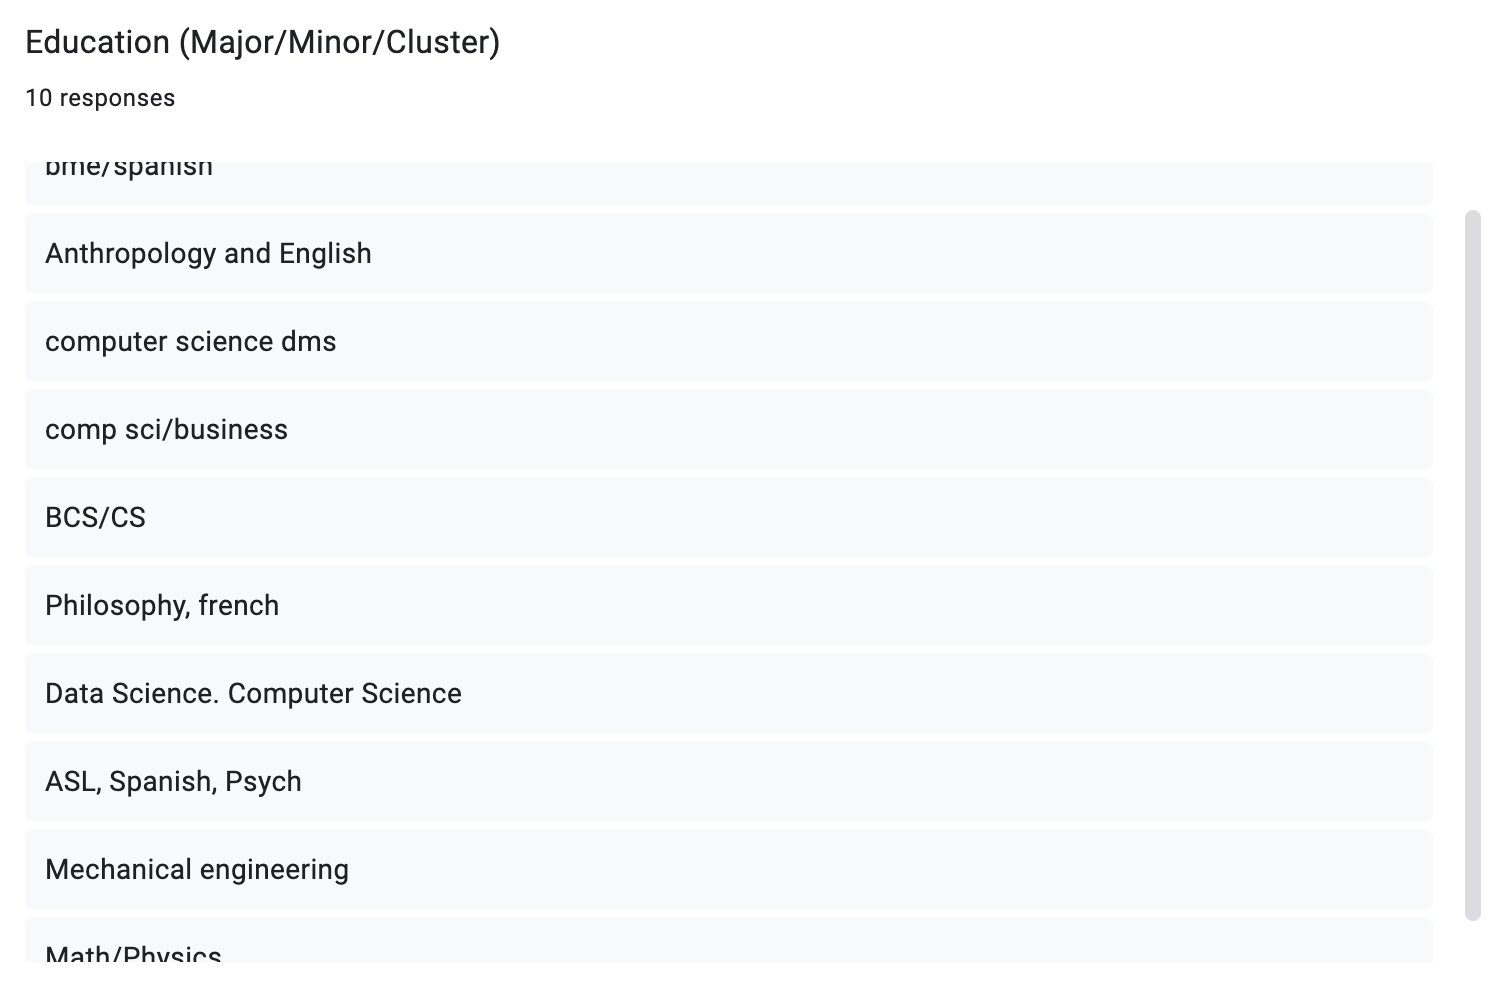 Education (Major/Minor/Cluster)
10 responses
bme/spanish
Anthropology and English
computer science dms
comp sci/business
BCS/CS
Philosophy, french
Data Science. Computer Science
ASL, Spanish, Psych
Mechanical engineering
Math/Physics